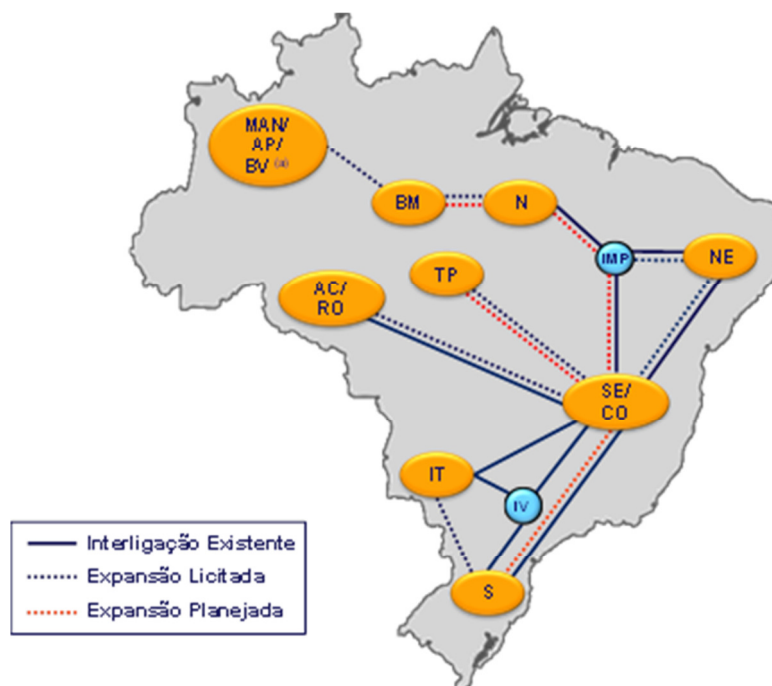 MAN/
AP/
BV (a)
BM
N
IMP
NE
TP
AC/
RO
SE/
CO
IT
IV
S
Interligação Existente
Expansão Licitada
Expansão Planejada